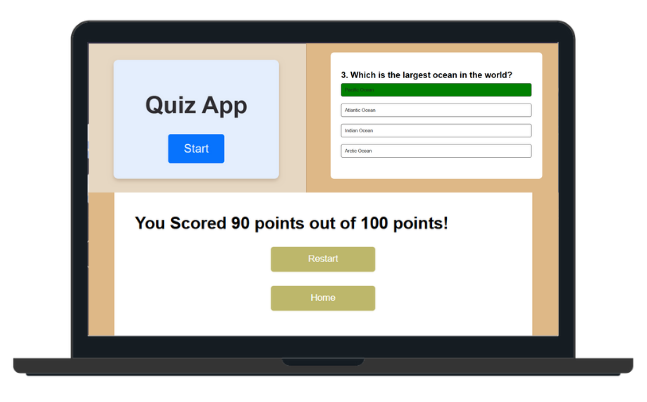 Quiz App
Start
3. Which is the largest ocean in the world?
Atlantic Ocean
Indian Ocean
Arctic Ocean
You Scored 90 points out of 100 points!
Restart
Home